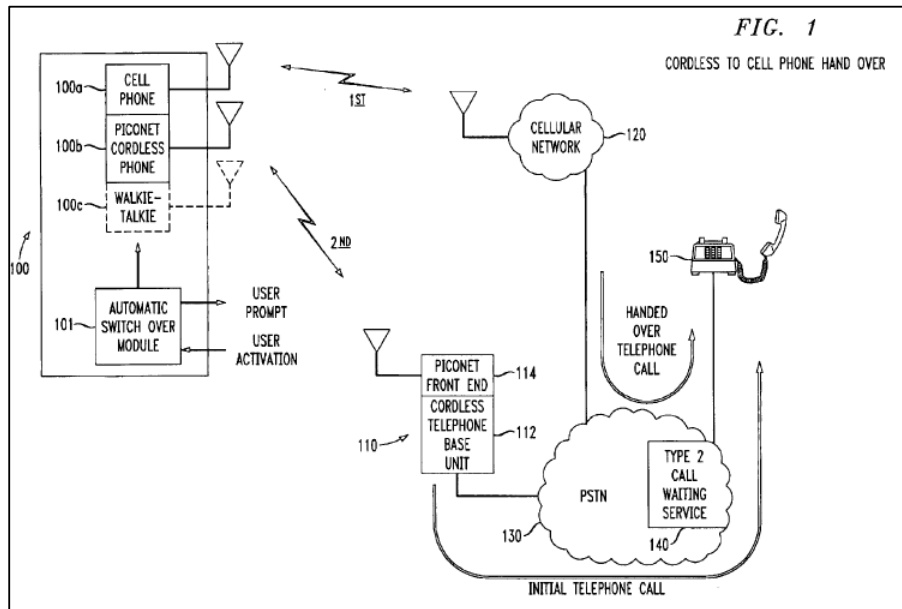 FIG. 1
CORDLESS TO CELL PHONE HAND OVER
100a
CELL
PHONE
100b
PICONET
CORDLESS
PHONE
100c
WALKIE-
TALKIE
100
101
AUTOMATIC
SWITCH OVER
MODULE
USER
PROMPT
USER
ACTIVATION
1ST
2ND
CELLULAR
NETWORK
120
150
HANDED
OVER
TELEPHONE
CALL
PICONET
FRONT END
114
CORDLESS
TELEPHONE
BASE
UNIT
112
110
PSTN
130
TYPE 2
CALL
WAITING
SERVICE
140
INITIAL TELEPHONE CALL